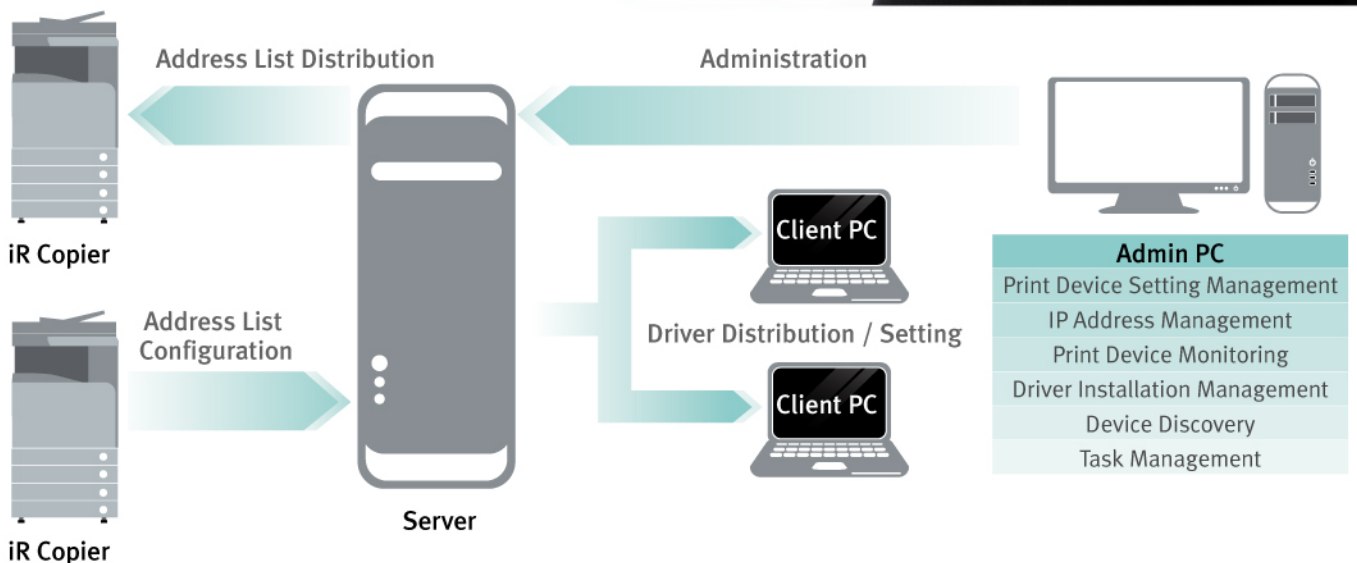 Address List Distribution
Administration
iR Copier
Client PC
Admin PC
Print Device Setting Management
IP Address Management
Print Device Monitoring
Driver Installation Management
Device Discovery
Task Management
Address List
Configuration
Driver Distribution / Setting
Client PC
Server
iR Copier